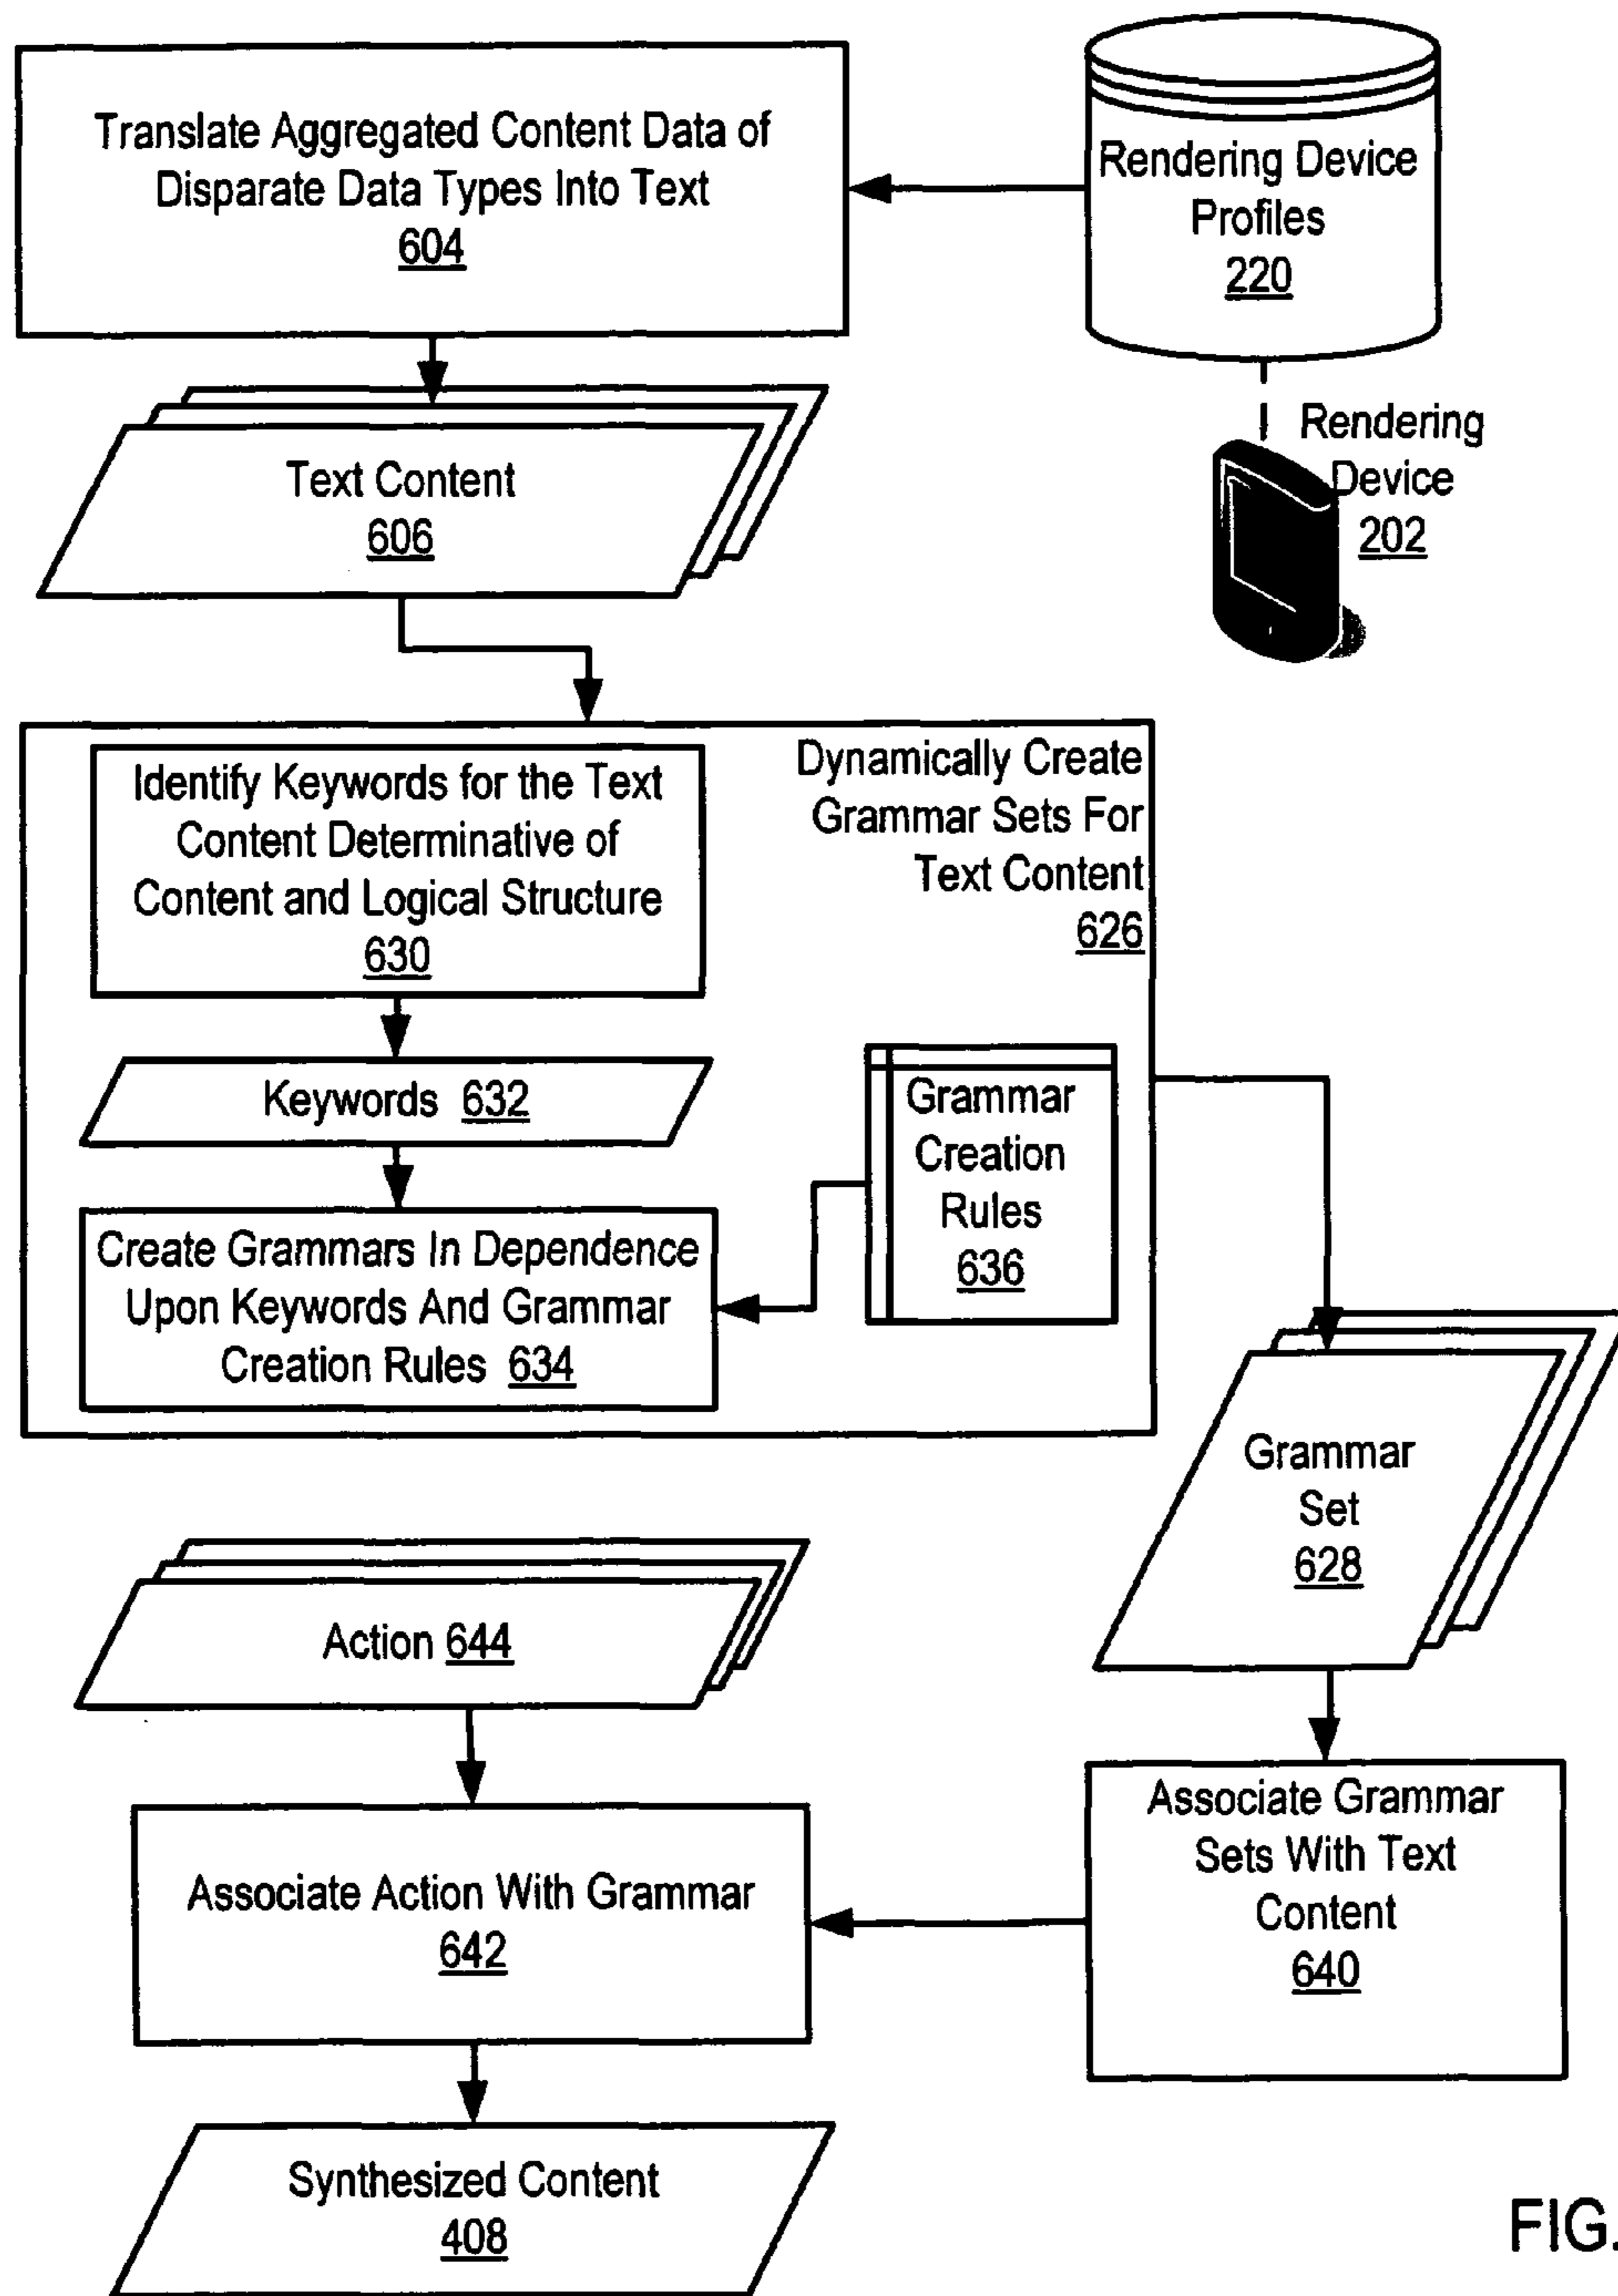 Translate Aggregated Content Data of
Disparate Data Types Into Text
604
Rendering Device
Profiles
220
Rendering
Device
202
Text Content
606
Dynamically Create
Grammar Sets For
Text Content
626
Identify Keywords for the Text
Content Determinative of
Content and Logical Structure
630
Keywords 632
Grammar
Creation
Rules
636
Create Grammars In Dependence
Upon Keywords And Grammar
Creation Rules 634
Grammar
Set
628
Action 644
Associate Grammar
Sets With Text
Content
640
Associate Action With Grammar
642
Synthesized Content
408
FIG.